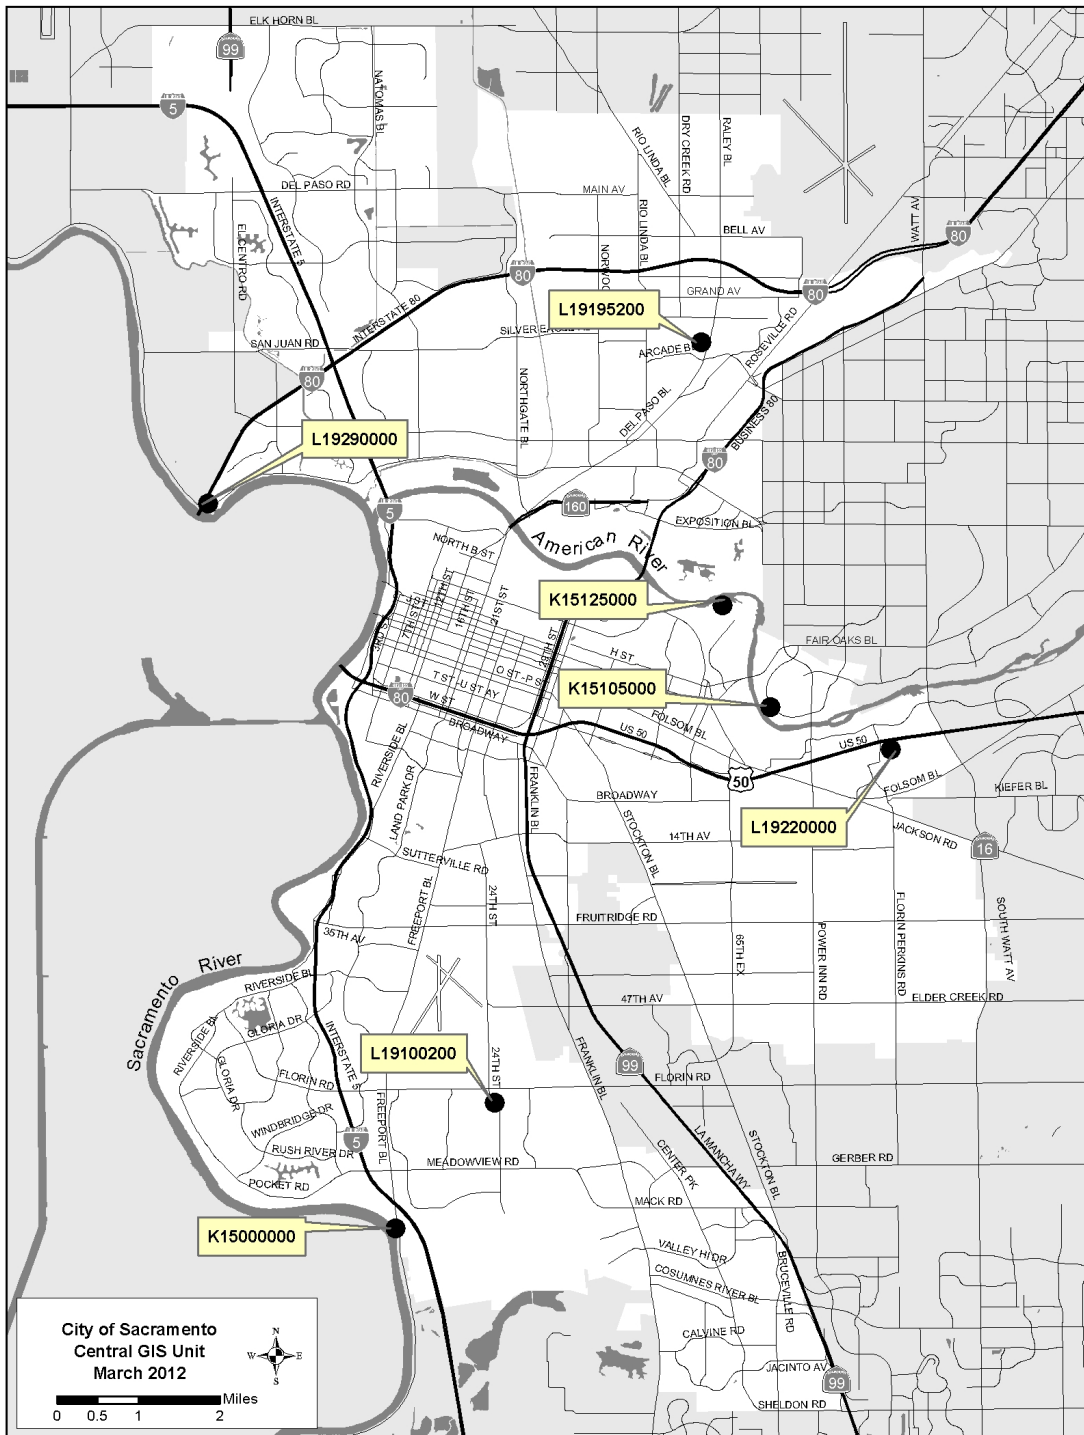 ELK HORN BL
99
5
NATOMAS BL
RIO LINDA BL
DRY CREEK RD
RALEY BL
DEL PASO RD
MAIN AV
INTERSTATE 5
EL CENTRO RD
RIO LINDA BL
BELL AV
WATT AV
80
80
GRAND AV
80
L19195200
INTERSTATE 80
SAN JUAN RD
ARCADE B
ROSEVILLE RD
80
NORTHGATE BL
DEL PASO BL
BUSINESS 80
L19290000
80
5
160
EXPOSITION BL
American River
NORTH B ST
12TH ST
7TH ST
16TH ST
21ST ST
K15125000
3RD S
29TH ST
H ST
FAIR OAKS BL
O ST-P S
T ST-U ST AY
K15105000
80
W ST
BROADWAY
FOLSOM BL
US 50
US 50
RIVERSIDE BL
50
FOLSOM BL
KIEFER BL
LAND PARK DR
FRANKLIN BL
BROADWAY
STOCKTON BL
L19220000
14TH AV
JACKSON RD
16
SUTTERVILLE RD
FREEPORT BL
24TH ST
FRUITRIDGE RD
35TH AV
65TH EX
POWER INN RD
FLORIN PERKINS RD
SOUTH WATT AV
Sacramento River
RIVERSIDE BL
47TH AV
ELDER CREEK RD
RIVERSIDE BL
GLORIA DR
INTERSTATE 5
L19100200
24TH ST
FRANKLIN BL
99
GLORIA DR
FLORIN RD
FLORIN RD
FREEPORT BL
WINDBRIDGE DR
5
RUSH RIVER DR
MEADOWVIEW RD
CENTER PK
LA MANCHA WY
STOCKTON BL
GERBER RD
POCKET RD
MACK RD
K15000000
VALLEY HI DR
COSUMNES RIVER BL
BRUCEVILLE RD
CALVINE RD
JACINTO AV
99
SHELDON RD
City of Sacramento
Central GIS Unit
March 2012
N
W E
S
Miles
0 0.5 1 2